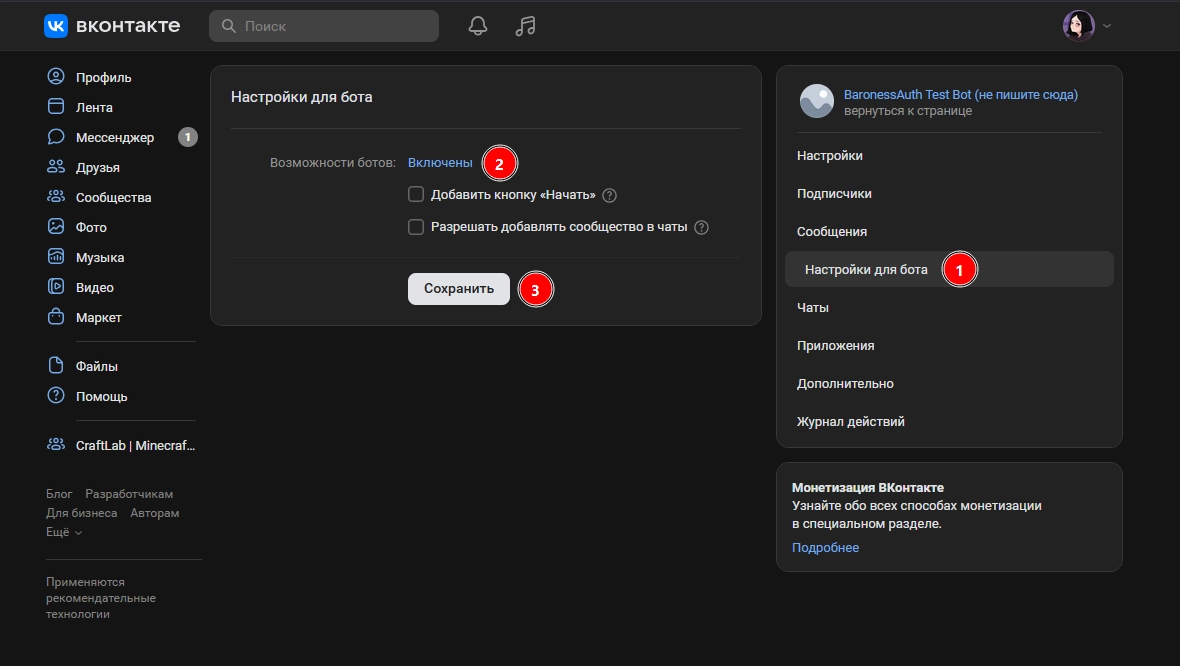 вконтакте
Поиск
Профиль
Лента
Мессенджер 1
Друзья
Сообщества
Фото
Музыка
Видео
Маркет
Файлы
Помощь
CraftLab | Minecraf...
Блог Разработчикам
Для бизнеса Авторам
Ещё
Применяются
рекомендательные
технологии
Настройки для бота
Возможности ботов: Включены 2
Добавить кнопку «Начать» ?
Разрешать добавлять сообщество в чаты ?
Сохранить 3
BaronessAuth Test Bot (не пишите сюда)
вернуться к странице
Настройки
Подписчики
Сообщения
Настройки для бота 1
Чаты
Приложения
Дополнительно
Журнал действий
Монетизация ВКонтакте
Узнайте обо всех способах монетизации
в специальном разделе.
Подробнее